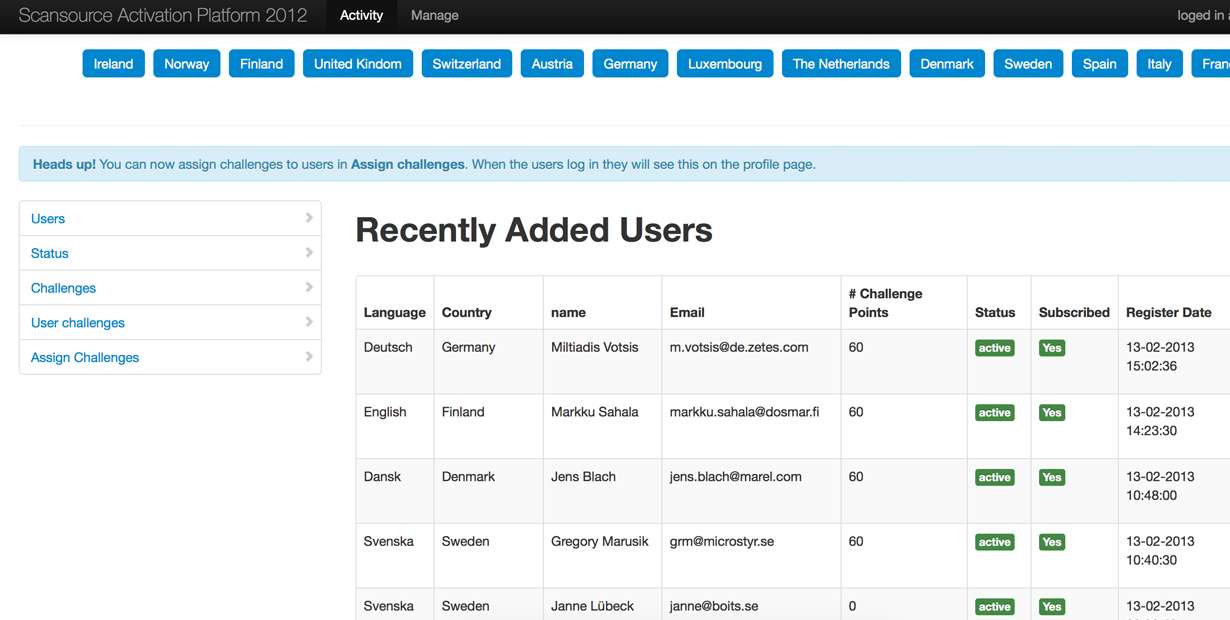 Scansource Activation Platform 2012 Activity Manage loged in
Ireland Norway Finland United Kindom Switzerland Austria Germany Luxembourg The Netherlands Denmark Sweden Spain Italy
Heads up! You can now assign challenges to users in Assign challenges. When the users log in they will see this on the profile page.
Users
Status
Challenges
User challenges
Assign Challenges
Recently Added Users
Language Country name Email # Challenge Points Status Subscribed Register Date
Deutsch Germany Miltiadis Votsis m.votsis@de.zetes.com 60 active Yes 13-02-2013
15:02:36
English Finland Markku Sahala markku.sahala@dosmar.fi 60 active Yes 13-02-2013
14:23:30
Dansk Denmark Jens Blach jens.blach@marel.com 60 active Yes 13-02-2013
10:48:00
Svenska Sweden Gregory Marusik grm@microstyr.se 60 active Yes 13-02-2013
10:40:30
Svenska Sweden Janne Lübeck janne@boits.se 0 active Yes 13-02-2013